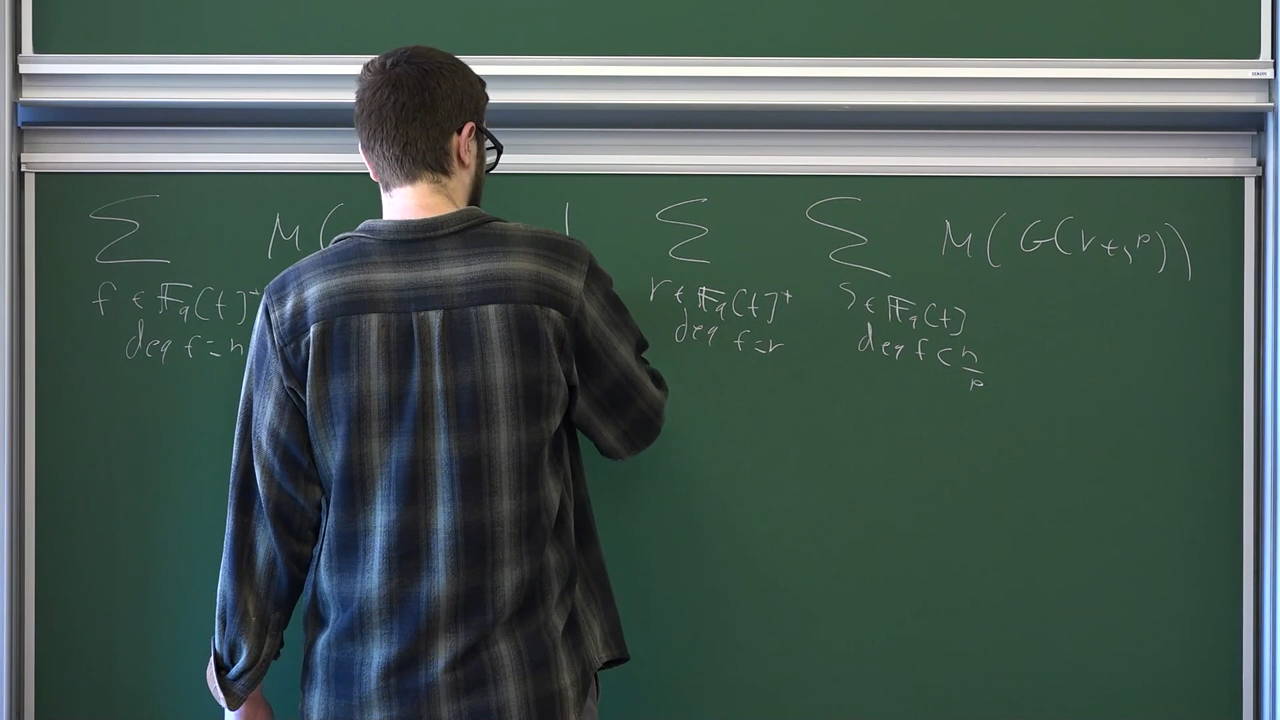 ∑ M( | ∑ ∑ M(G(r+s^p))
f ∈ 𝔽q[t]+ r ∈ 𝔽q[t]+ s ∈ 𝔽q[t]
deg f = n deg f = r deg f < n/p